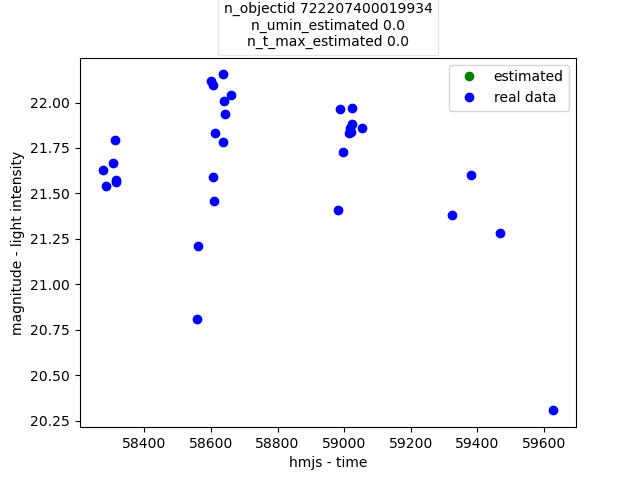 n_objectid 722207400019934
n_umin_estimated 0.0
n_t_max_estimated 0.0
estimated
real data
magnitude - light intensity
22.00
21.75
21.50
21.25
21.00
20.75
20.50
20.25
58400 58600 58800 59000 59200 59400 59600
hmjs - time